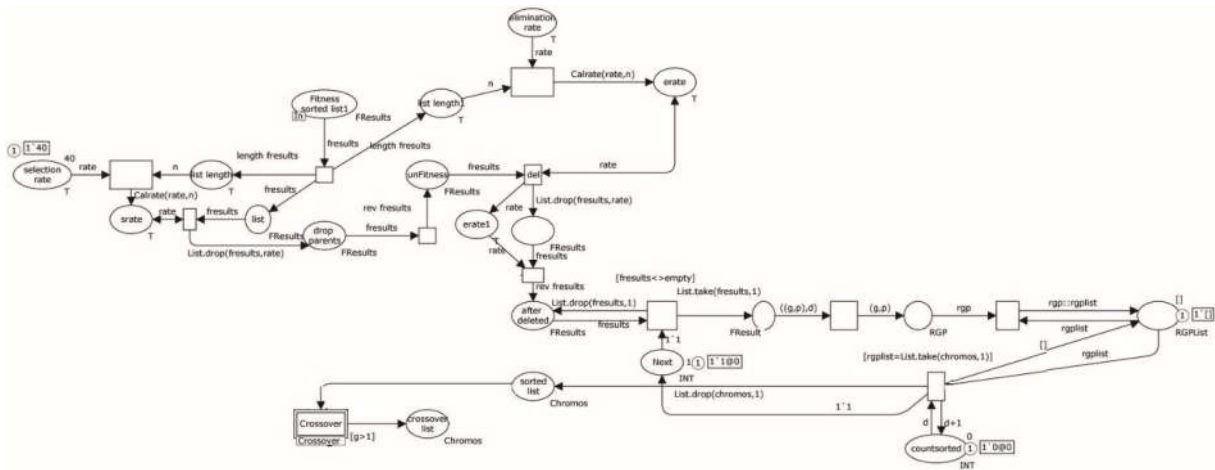 elimination
rate
T
rate
n
Calrate(rate,n)
erate
T
Fitness
sorted list1
In
FResults
list length1
T
fresults
length fresults
1 1`40
40
selection
rate
T
rate
n
list length
T
length fresults
Calrate(rate,n)
fresults
srate
T
rate
fresults
list
FResults
List.drop(fresults,rate)
drop
parents
FResults
fresults
rev fresults
unFitness
FResults
fresults
del
rate
rate
List.drop(fresults,rate)
erate1
T
FResults
rate
fresults
rev fresults
after
deleted
FResults
List.drop(fresults,1)
fresults
[fresults<>empty]
List.take(fresults,1)
FResult
((g,p),d)
(g,p)
RGP
rgp
rgp::rgplist
rgplist
[]
1 1`[]
RGPList
1`1
Next
1 1 1`1@0
INT
[rgplist=List.take(chromos,1)]
[]
rgplist
sorted
list
Chromos
List.drop(chromos,1)
1`1
Crossover
Crossover
[g>1]
crossover
list
Chromos
d
d+1
countsorted
0
1 1`0@0
INT